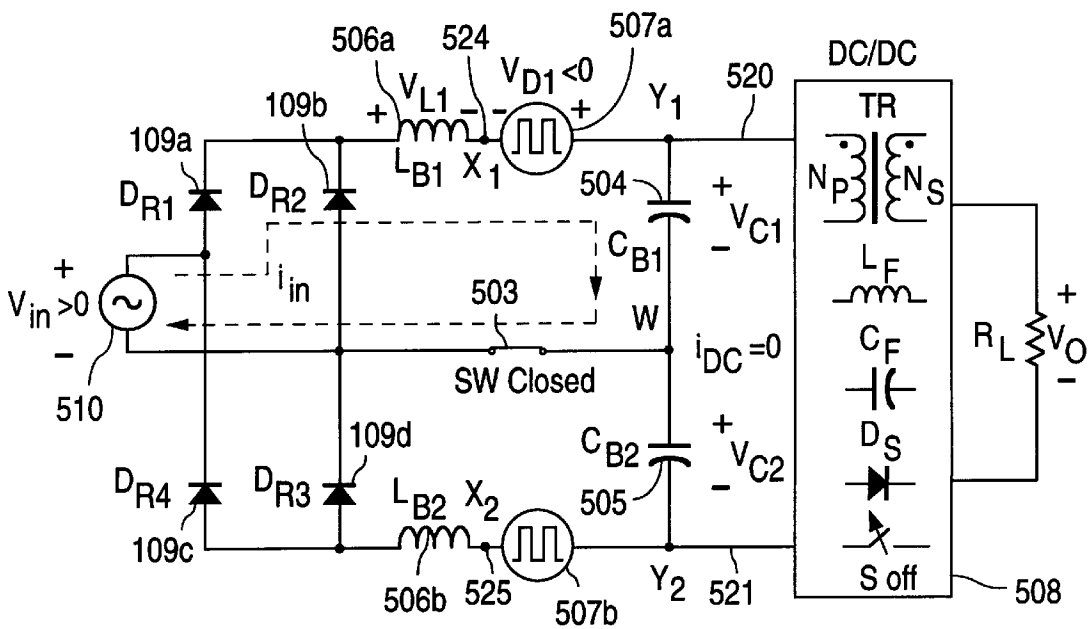 506a
524
507a
DC/DC
V_D1 <0
520
109b
+ V_L1 −
− +
Y_1
TR
109a
L_B1
X_1
504
N_P
N_S
D_R1
D_R2
+
V_C1
−
C_B1
L_F
+
V_in >0
−
i_in
503
W
+
V_O
−
R_L
i_DC =0
C_F
SW Closed
510
109d
C_B2
+
V_C2
−
D_S
D_R4
D_R3
L_B2
X_2
505
109c
506b
525
507b
Y_2
521
S off
508